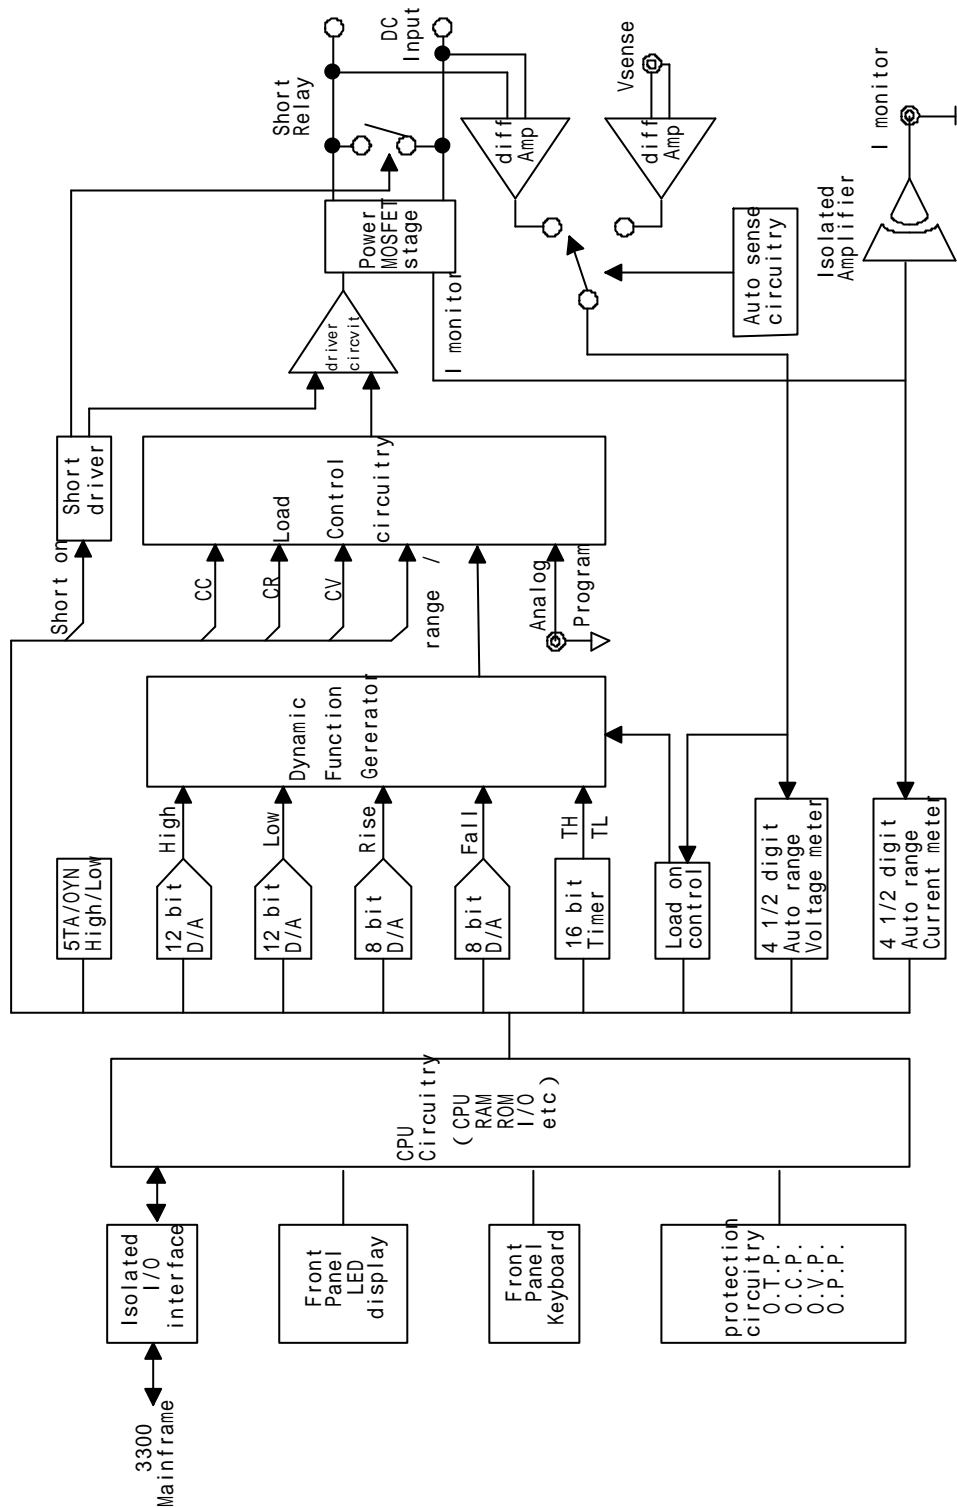 3300
Mainframe
Isolated
I/O
interface
Front
Panel
LED
display
Front
Panel
Keyboard
protection
circuitry
O.T.P.
O.C.P.
O.V.P.
O.P.P.
CPU
Circuitry
(CPU
RAM
ROM
I/O
etc)
5TA/0YN
High/Low
12 bit
D/A
High
12 bit
D/A
Low
8 bit
D/A
Rise
8 bit
D/A
Fall
16 bit
Timer
TH
TL
Load on
control
4 1/2 digit
Auto range
Voltage meter
4 1/2 digit
Auto range
Current meter
Dynamic
Function
Gererator
Short on
CC
CR
CV
range /
Analog
Program
Short
driver
Load
Control
circuitry
driver
circvit
Power
MOSFET
stage
I monitor
Short
Relay
DC
Input
diff
Amp
Vsense
diff
Amp
Auto sense
circuitry
Isolated
Amplifier
I monitor